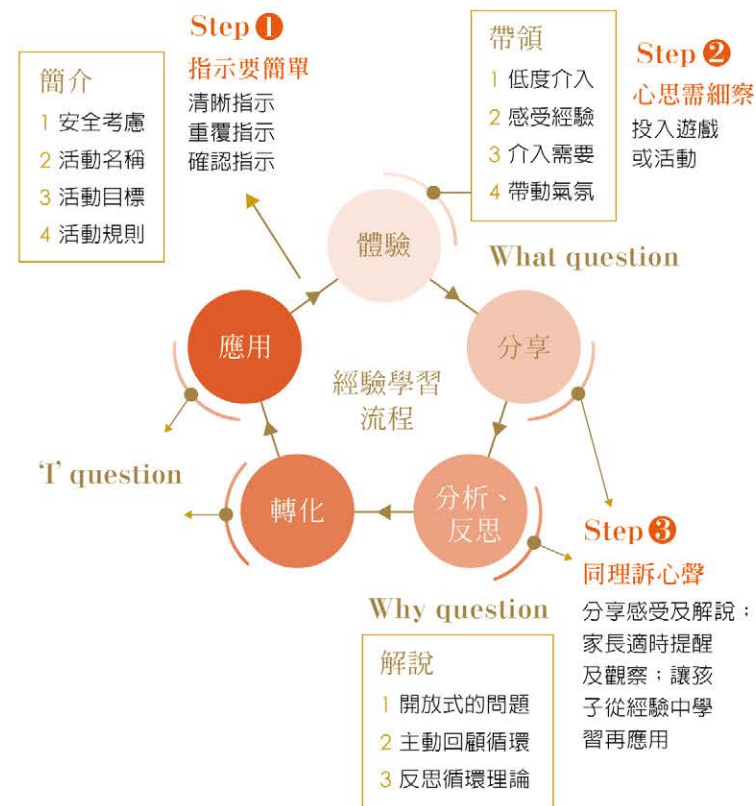 Step 1
指示要簡單
清晰指示
重覆指示
確認指示
簡介
1 安全考慮
2 活動名稱
3 活動目標
4 活動規則
帶領
1 低度介入
2 感受經驗
3 介入需要
4 帶動氣氛
Step 2
心思需細察
投入遊戲
或活動
體驗
What question
應用
分享
經驗學習
流程
'I' question
轉化
分析、
反思
Step 3
同理訴心聲
分享感受及解說；
家長適時提醒
及觀察；讓孩
子從經驗中學
習再應用
Why question
解說
1 開放式的問題
2 主動回顧循環
3 反思循環理論